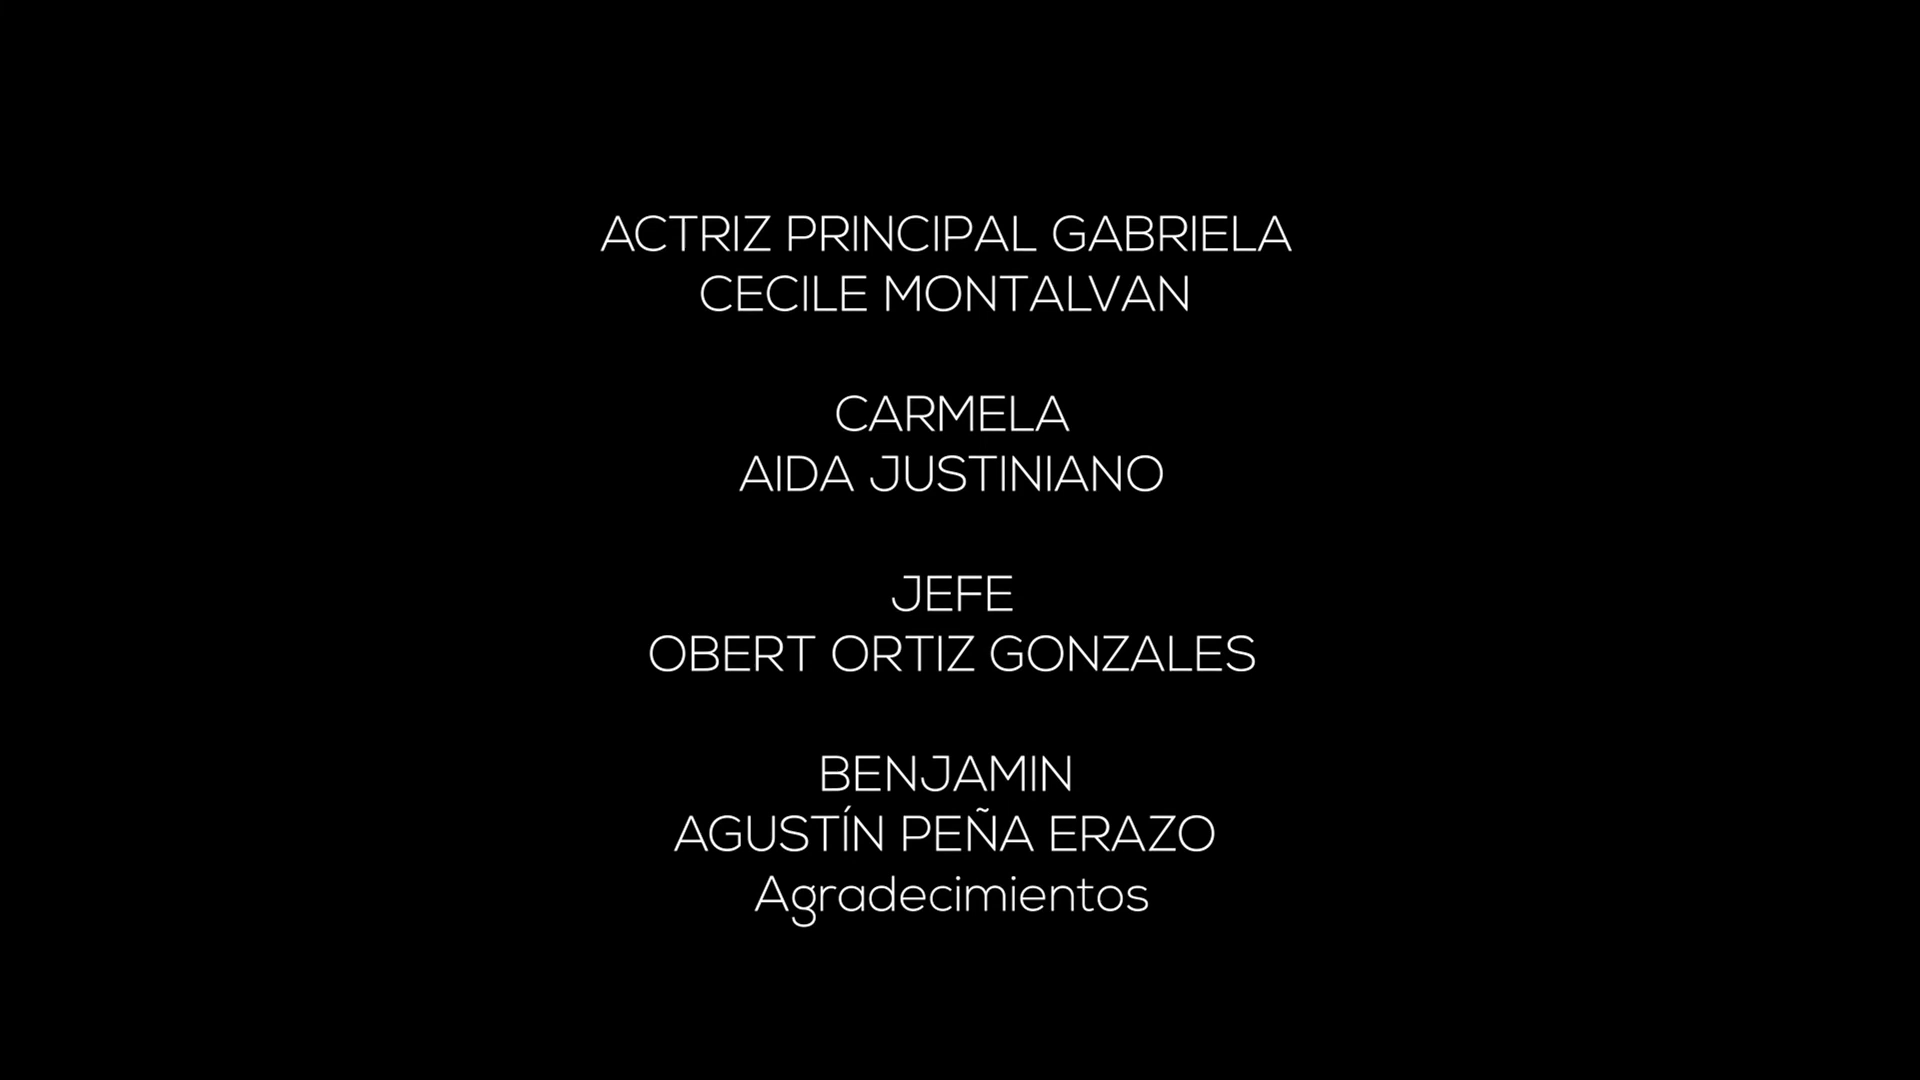 ACTRIZ PRINCIPAL GABRIELA
CECILE MONTALVAN
CARMELA
AIDA JUSTINIANO
JEFE
OBERT ORTIZ GONZALES
BENJAMIN
AGUSTÍN PEÑA ERAZO
Agradecimientos